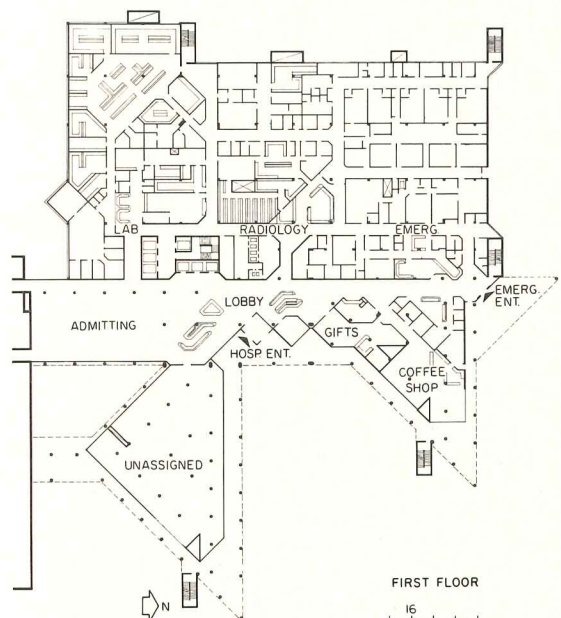 LAB
RADIOLOGY
EMERG
EMERG.
ENT.
LOBBY
ADMITTING
GIFTS
HOSP. ENT.
COFFEE
SHOP
UNASSIGNED
FIRST FLOOR
N
16